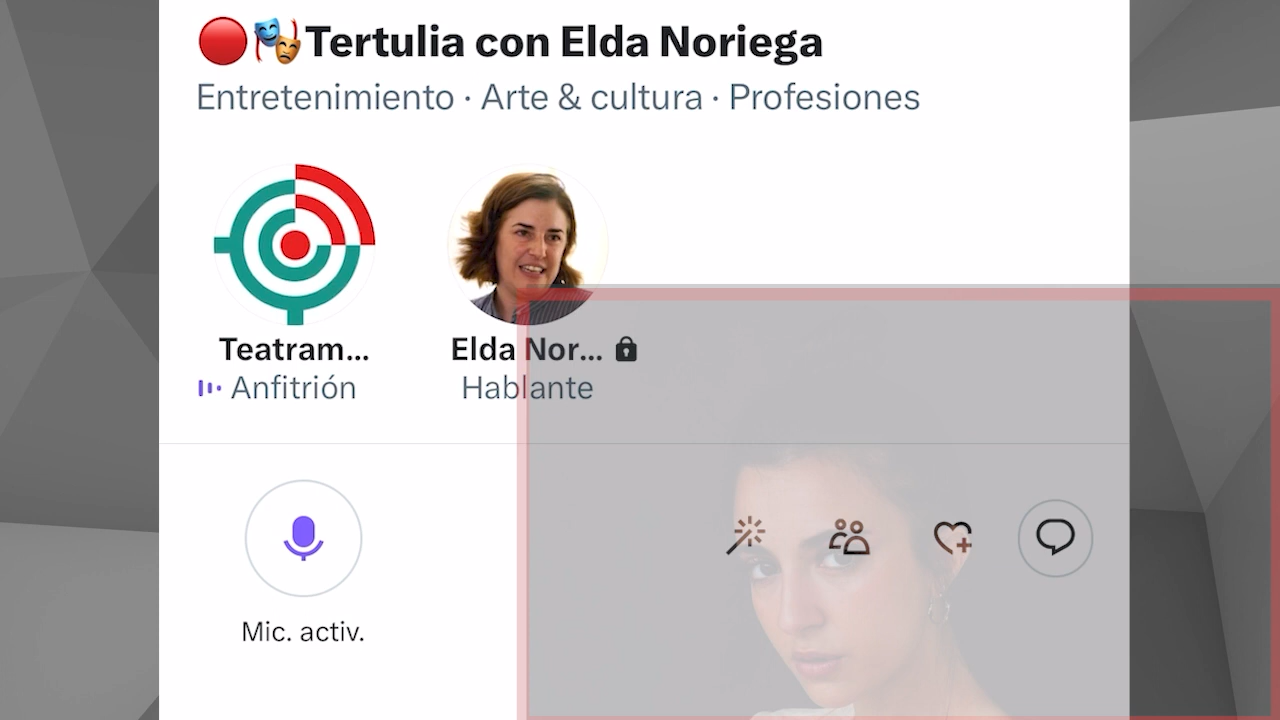 🔴🎭Tertulia con Elda Noriega
Entretenimiento · Arte & cultura · Profesiones
Teatram...
Elda Nor...
Anfitrión
Hablante
Mic. activ.